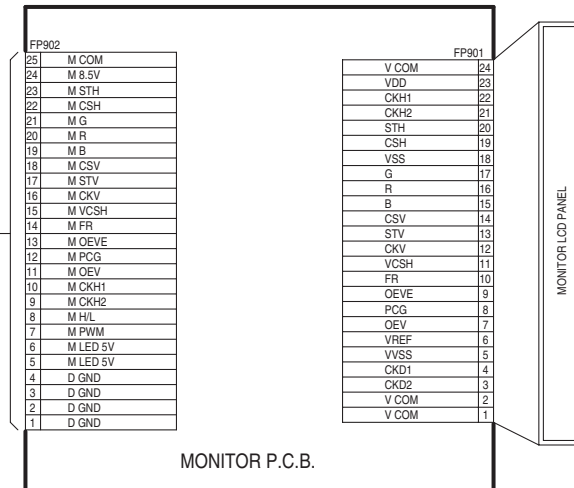 FP902
25 M COM
24 M 8.5V
23 M STH
22 M CSH
21 M G
20 M R
19 M B
18 M CSV
17 M STV
16 M CKV
15 M VCSH
14 M FR
13 M OEVE
12 M PCG
11 M OEV
10 M CKH1
9 M CKH2
8 M H/L
7 M PWM
6 M LED 5V
5 M LED 5V
4 D GND
3 D GND
2 D GND
1 D GND
FP901
V COM 24
VDD 23
CKH1 22
CKH2 21
STH 20
CSH 19
VSS 18
G 17
R 16
B 15
CSV 14
STV 13
CKV 12
VCSH 11
FR 10
OEVE 9
PCG 8
OEV 7
VREF 6
VVSS 5
CKD1 4
CKD2 3
V COM 2
V COM 1
MONITOR LCD PANEL
MONITOR P.C.B.